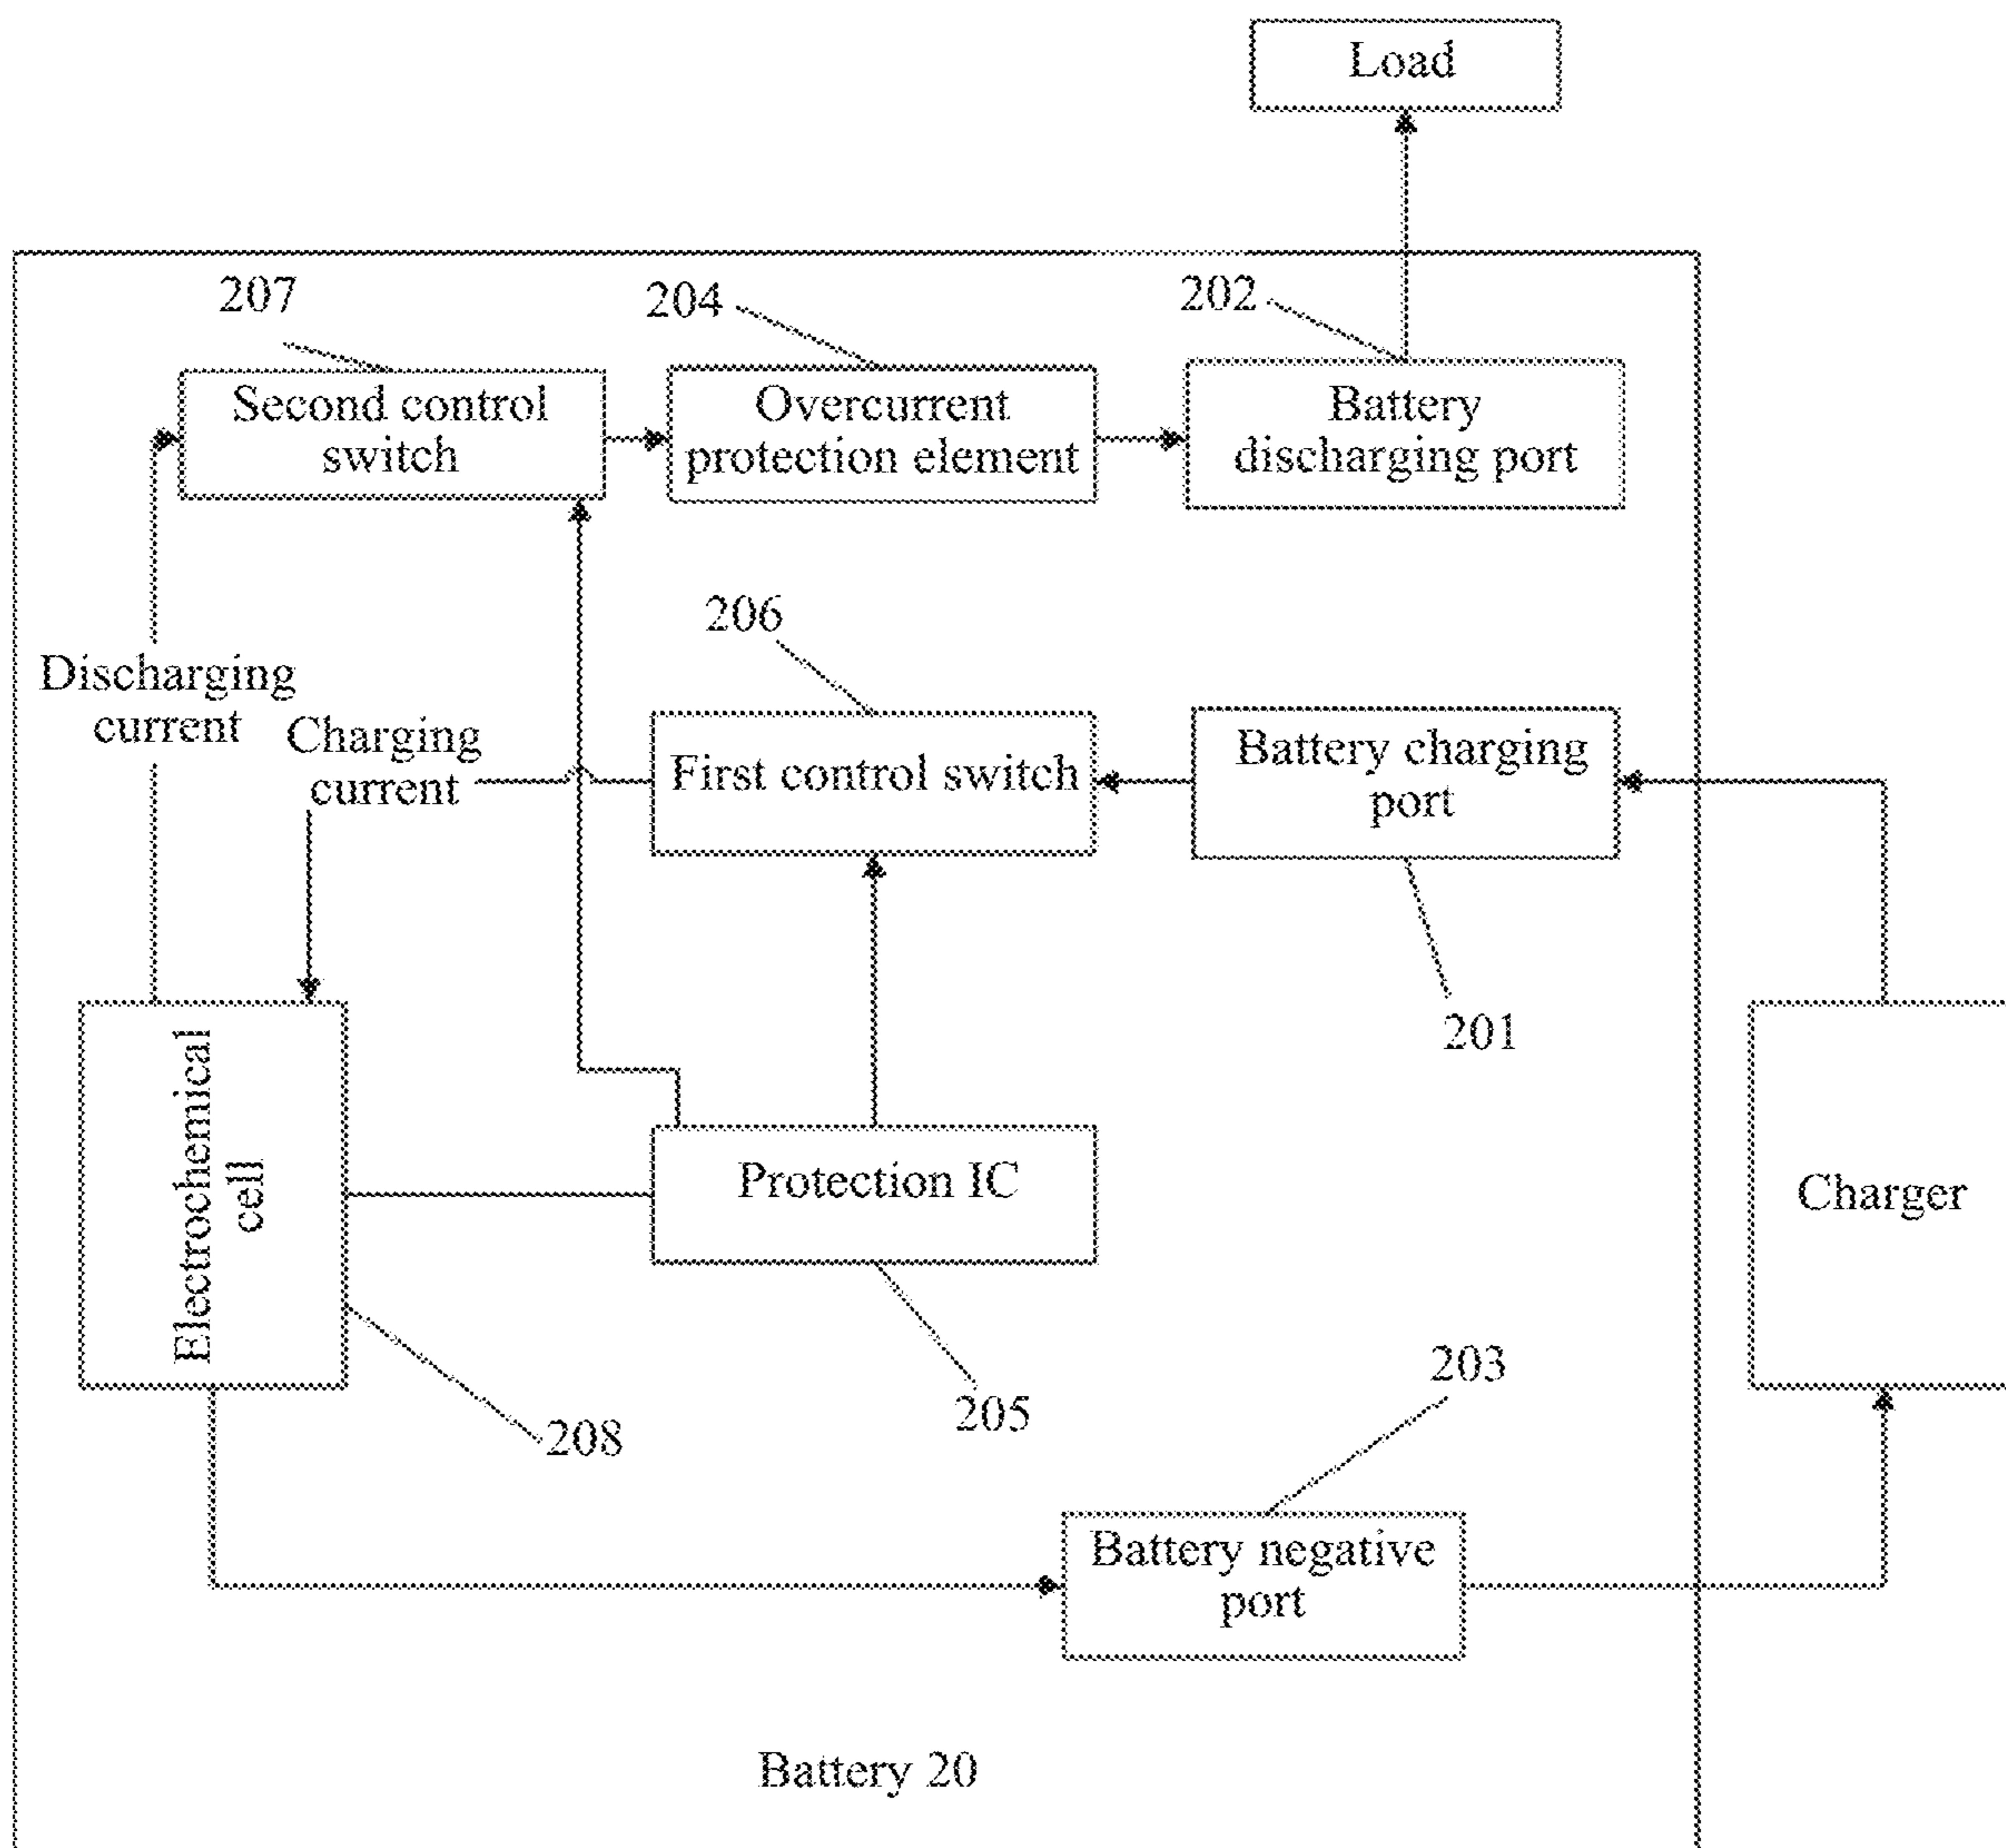 Load
207
204
202
Second control
switch
Overcurrent
protection element
Battery
discharging port
206
Discharging
current
Charging
current
First control switch
Battery charging
port
201
Electrochemical
cell
Protection IC
Charger
205
208
203
Battery negative
port
Battery 20